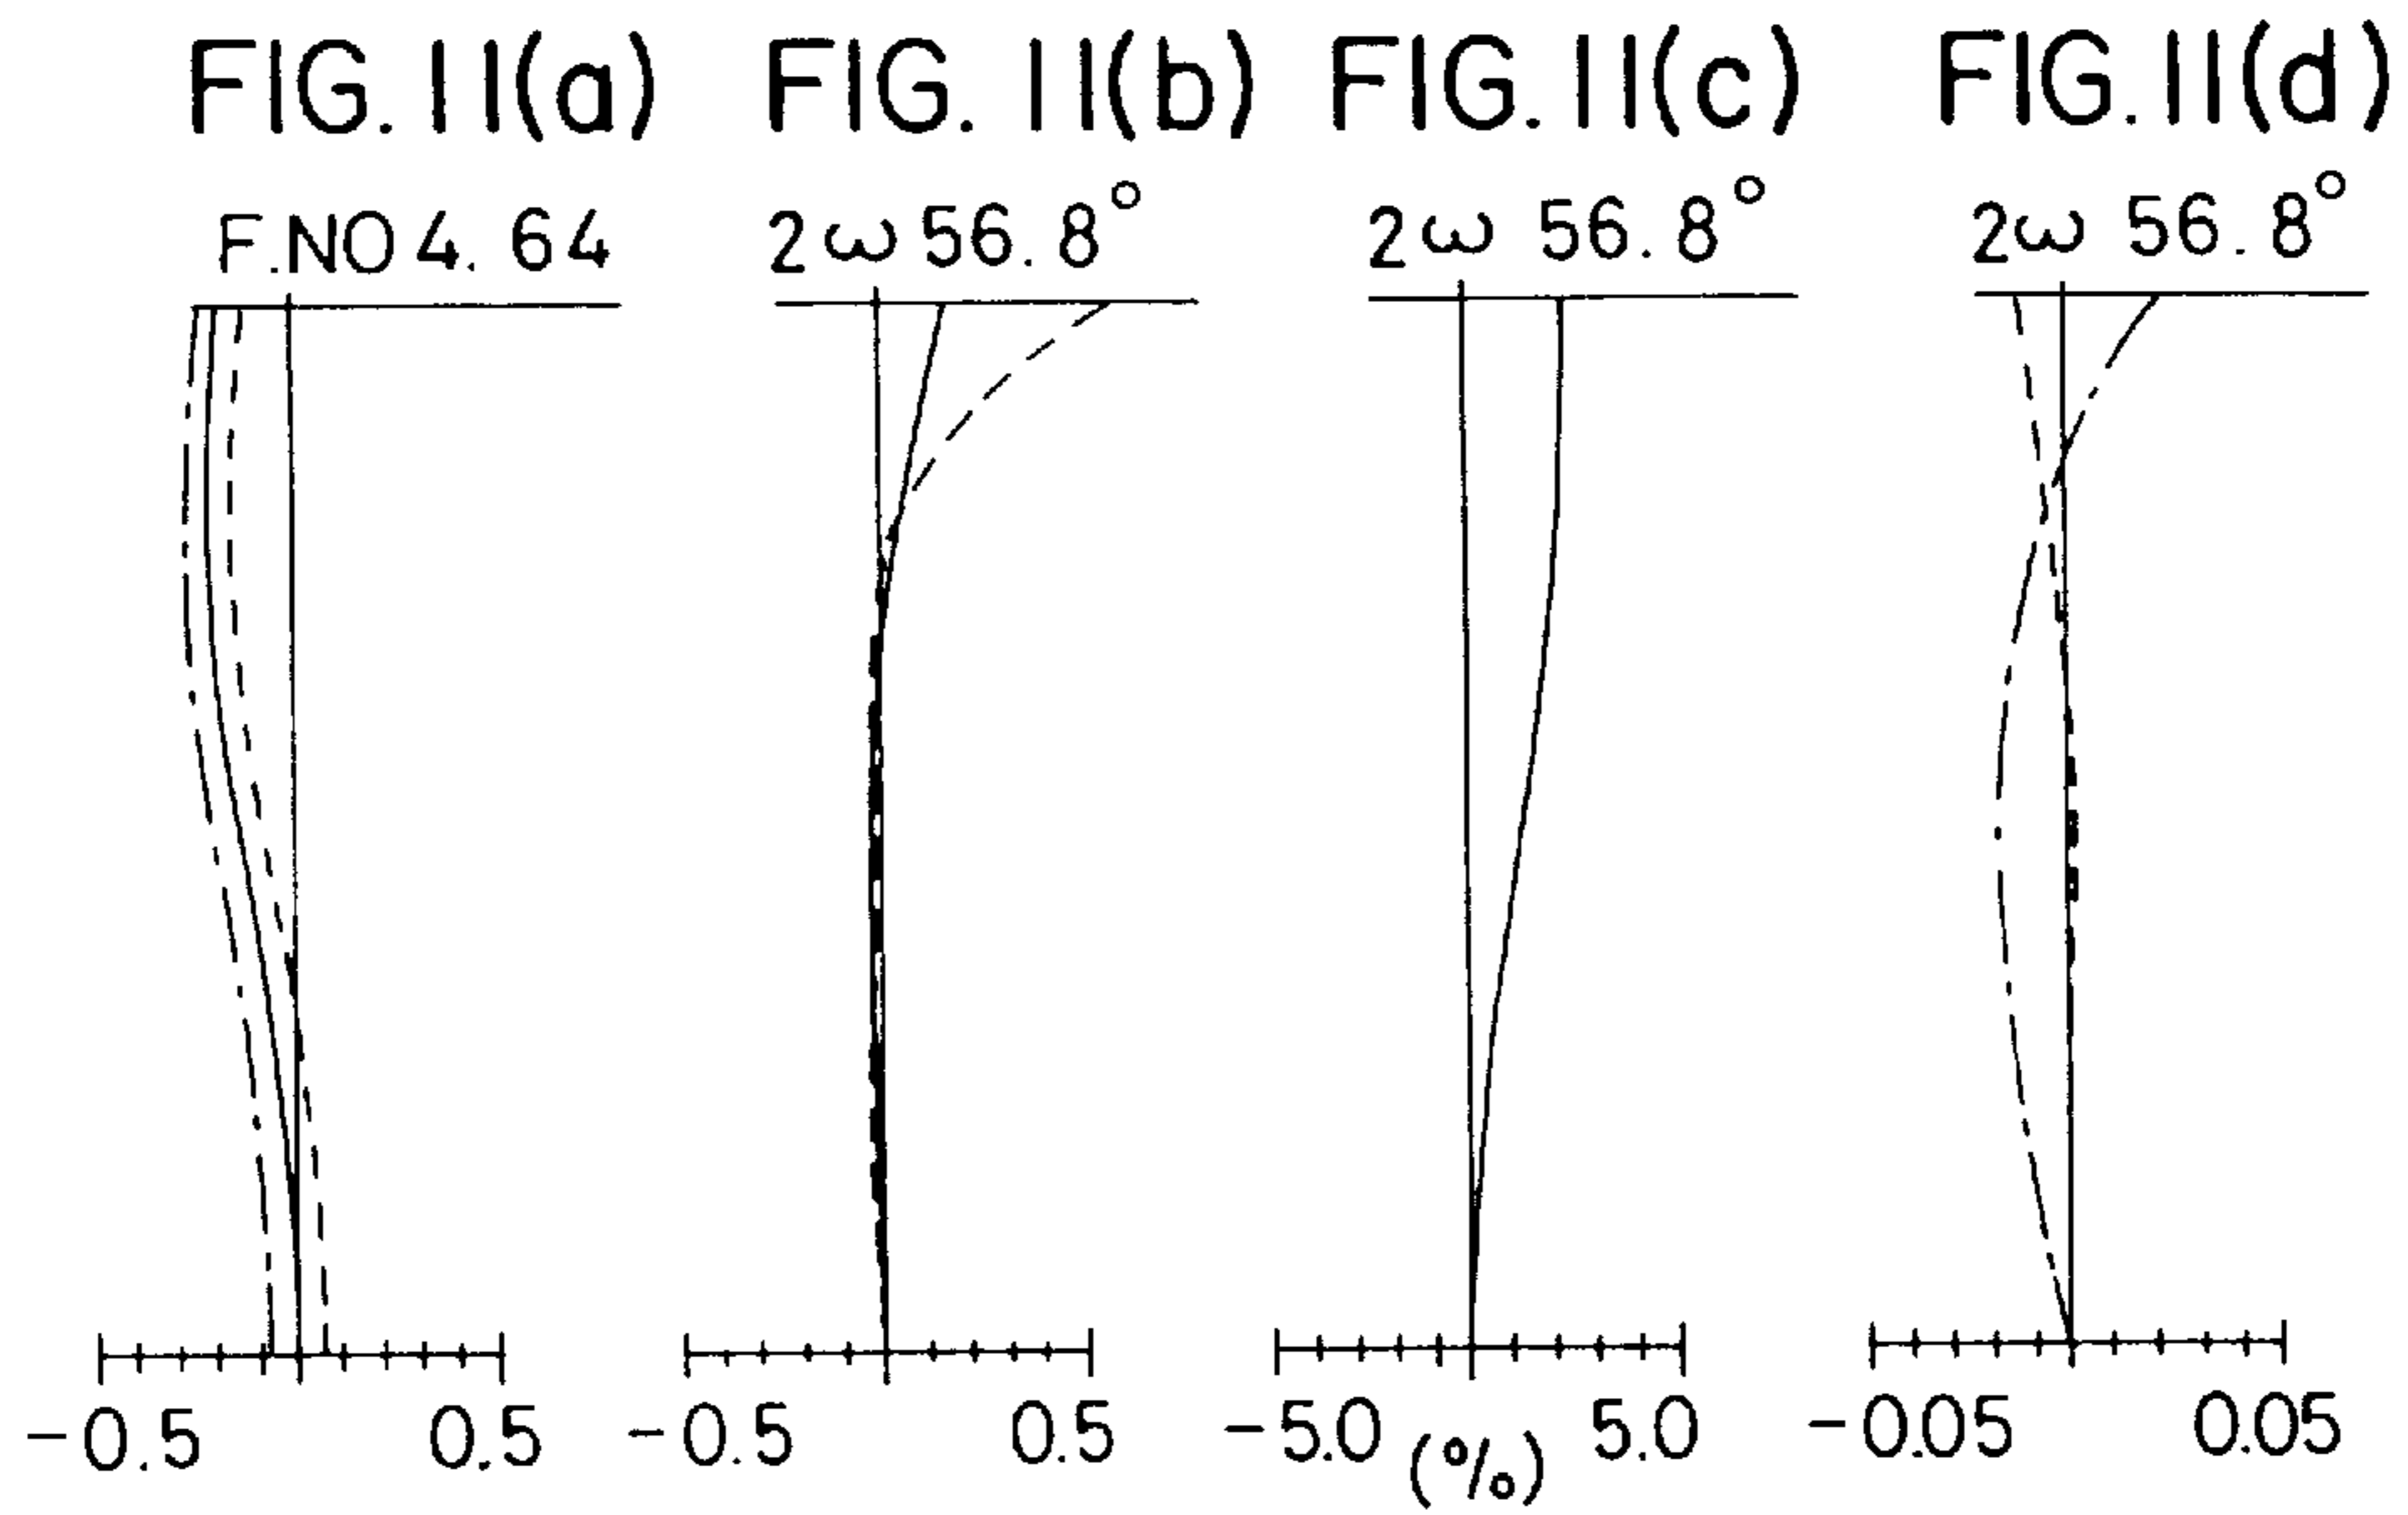 FIG. 11(a) FIG. 11(b) FIG. 11(c) FIG. 11(d)
F.NO 4.64 2ω 56.8° 2ω 56.8° 2ω 56.8°
-0.5 0.5 -0.5 0.5 -5.0 (%) 5.0 -0.05 0.05